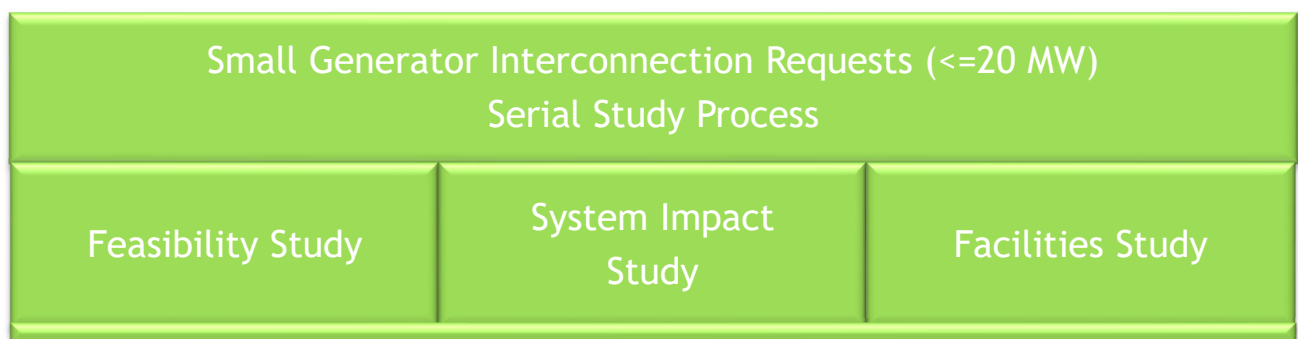 Small Generator Interconnection Requests (<=20 MW)
Serial Study Process
Feasibility Study
System Impact
Study
Facilities Study